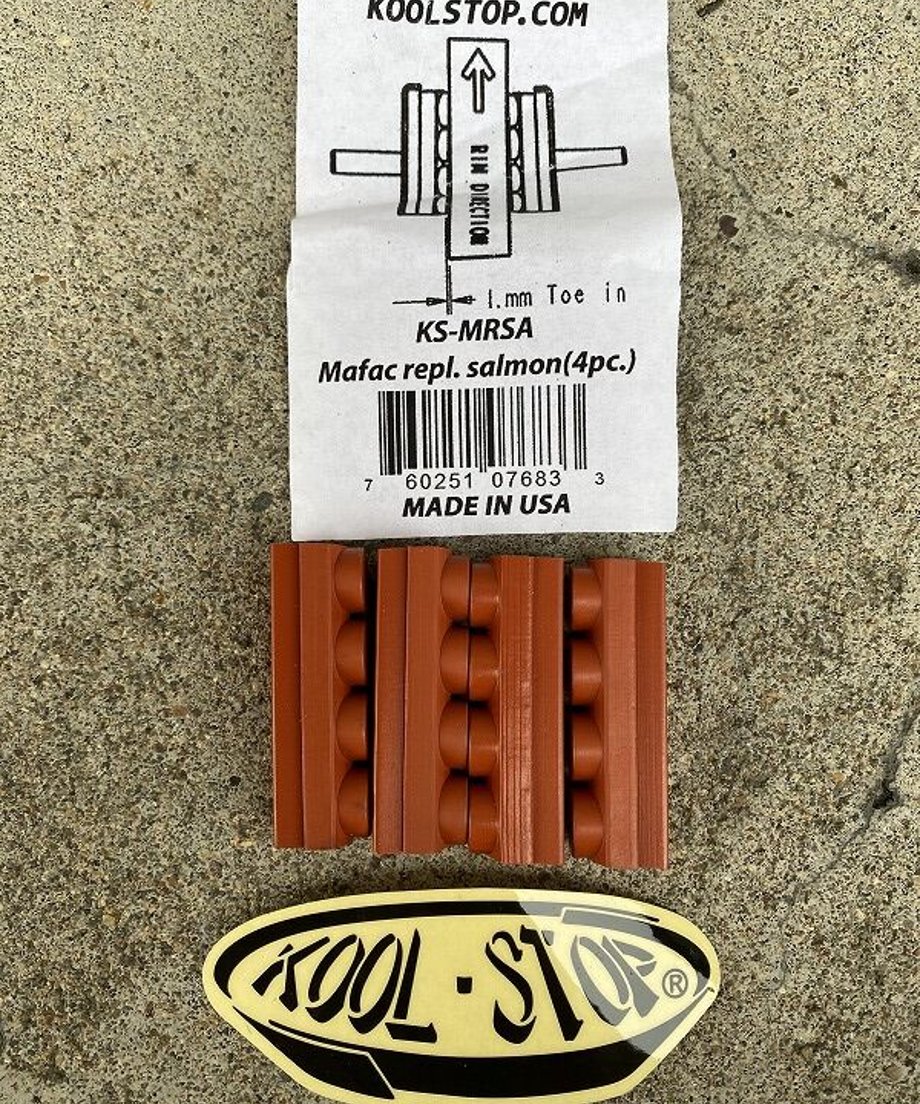 KOOLSTOP.COM
RIM DIRECTION
1.mm Toe in
KS-MRSA
Mafac repl. salmon(4pc.)
7 60251 07683 3
MADE IN USA
KOOL·STOP®